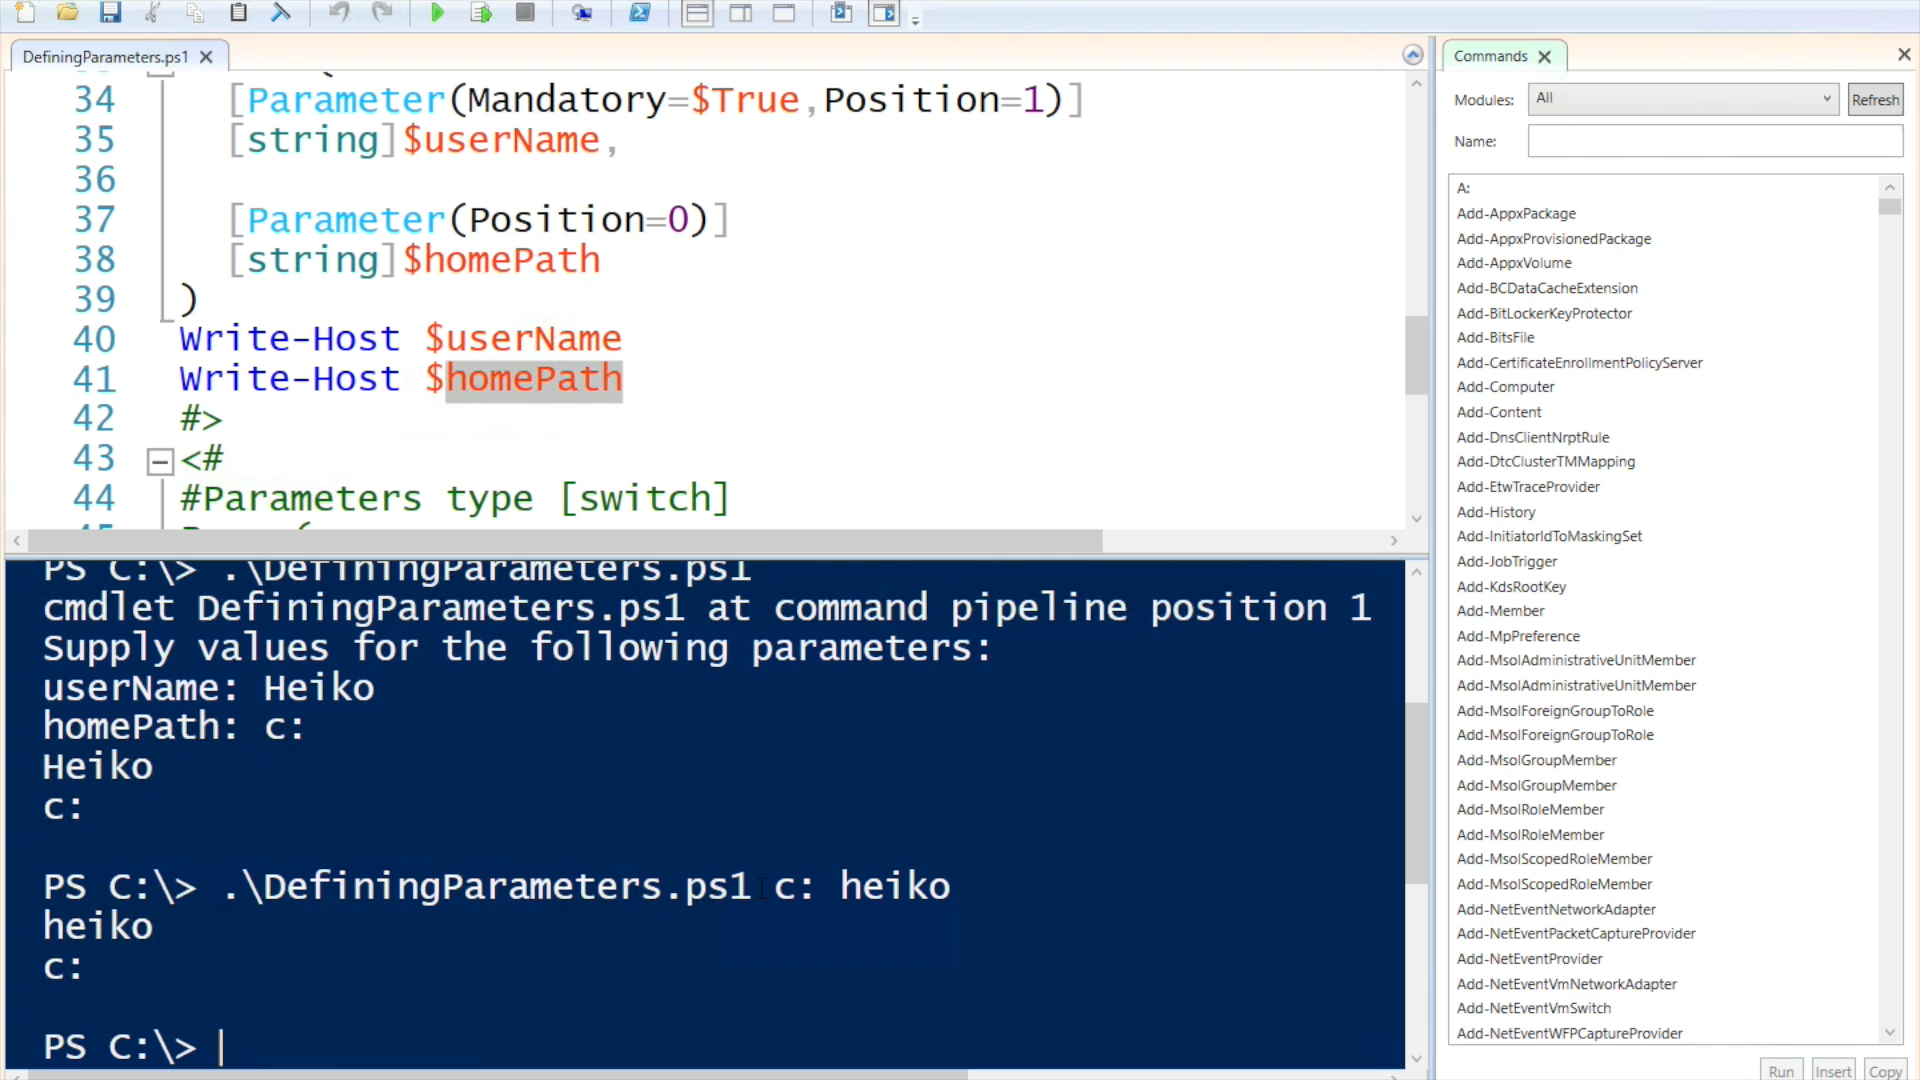 DefiningParameters.ps1
34 [Parameter(Mandatory=$True,Position=1)]
35 [string]$userName,
36
37 [Parameter(Position=0)]
38 [string]$homePath
39 )
40 Write-Host $userName
41 Write-Host $homePath
42 #>
43 <#
44 #Parameters type [switch]
PS C:\> .\DefiningParameters.ps1
cmdlet DefiningParameters.ps1 at command pipeline position 1
Supply values for the following parameters:
userName: Heiko
homePath: c:
Heiko
c:
PS C:\> .\DefiningParameters.ps1 c: heiko
heiko
c:
PS C:\>
Commands
Modules: All Refresh
Name:
A:
Add-AppxPackage
Add-AppxProvisionedPackage
Add-AppxVolume
Add-BCDataCacheExtension
Add-BitLockerKeyProtector
Add-BitsFile
Add-CertificateEnrollmentPolicyServer
Add-Computer
Add-Content
Add-DnsClientNrptRule
Add-DtcClusterTMMapping
Add-EtwTraceProvider
Add-History
Add-InitiatorIdToMaskingSet
Add-JobTrigger
Add-KdsRootKey
Add-Member
Add-MpPreference
Add-MsolAdministrativeUnitMember
Add-MsolAdministrativeUnitMember
Add-MsolForeignGroupToRole
Add-MsolForeignGroupToRole
Add-MsolGroupMember
Add-MsolGroupMember
Add-MsolRoleMember
Add-MsolRoleMember
Add-MsolScopedRoleMember
Add-MsolScopedRoleMember
Add-NetEventNetworkAdapter
Add-NetEventPacketCaptureProvider
Add-NetEventProvider
Add-NetEventVmNetworkAdapter
Add-NetEventVmSwitch
Add-NetEventWFPCaptureProvider
Run Insert Copy